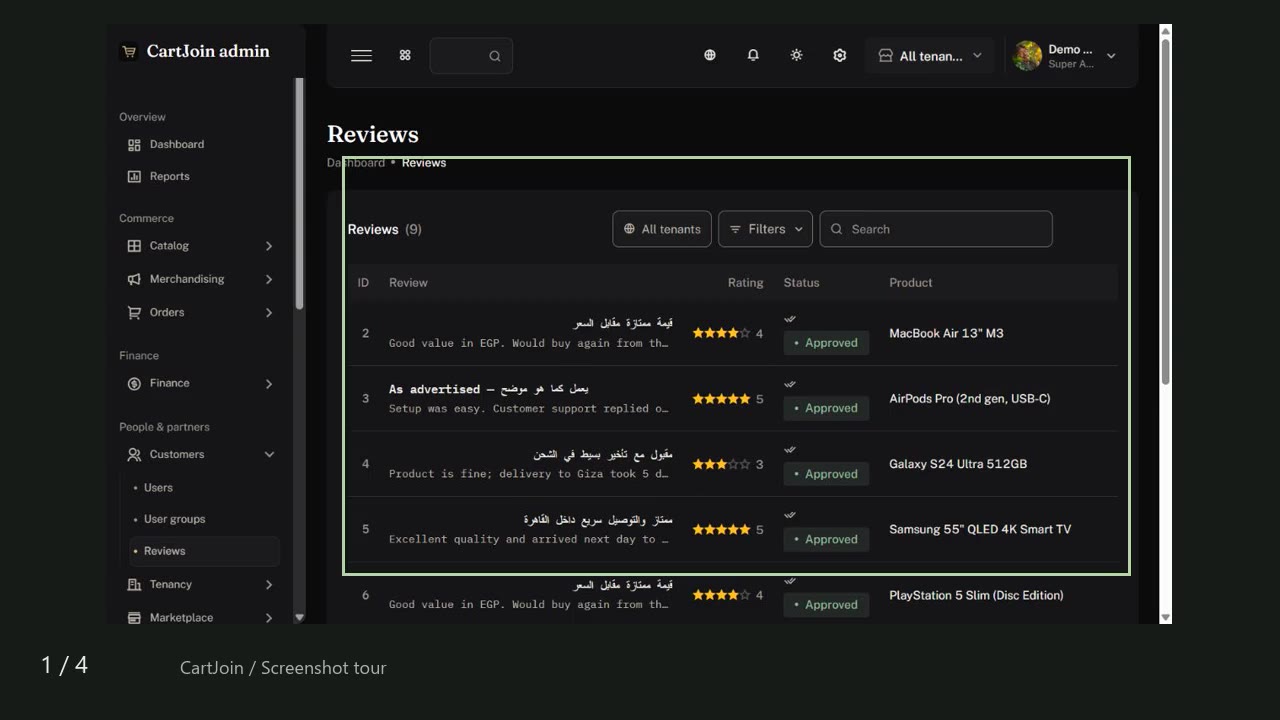 CartJoin admin
All tenan...
Demo ...
Super A...
Overview
Dashboard
Reports
Commerce
Catalog
Merchandising
Orders
Finance
Finance
People & partners
Customers
Users
User groups
Reviews
Tenancy
Marketplace
Reviews
Dashboard • Reviews
Reviews (9)
All tenants
Filters
Search
ID Review Rating Status Product
قيمة ممتازة مقابل السعر
2 Good value in EGP. Would buy again from th… 4 • Approved MacBook Air 13" M3
As advertised — يعمل كما هو موضح
3 Setup was easy. Customer support replied o… 5 • Approved AirPods Pro (2nd gen, USB-C)
مقبول مع تأخير بسيط في الشحن
4 Product is fine; delivery to Giza took 5 d… 3 • Approved Galaxy S24 Ultra 512GB
ممتاز والتوصيل سريع داخل القاهرة
5 Excellent quality and arrived next day to … 5 • Approved Samsung 55" QLED 4K Smart TV
قيمة ممتازة مقابل السعر
6 Good value in EGP. Would buy again from th… 4 • Approved PlayStation 5 Slim (Disc Edition)
1 / 4
CartJoin / Screenshot tour